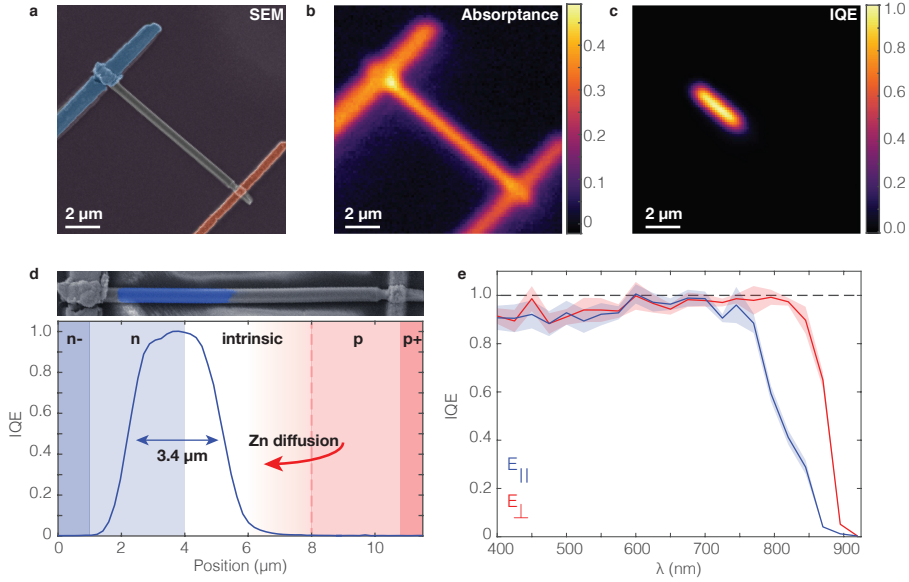 a
SEM
2 μm
b
Absorptance
2 μm
0.4
0.3
0.2
0.1
0
c
IQE
2 μm
1.0
0.8
0.6
0.4
0.2
0.0
d
1.0
0.8
0.6
0.4
0.2
0
IQE
n-
n
intrinsic
p
p+
3.4 μm
Zn diffusion
0
2
4
6
8
10
Position (μm)
e
1.0
0.8
0.6
0.4
0.2
0
IQE
E||
E⊥
400
500
600
700
800
900
λ (nm)